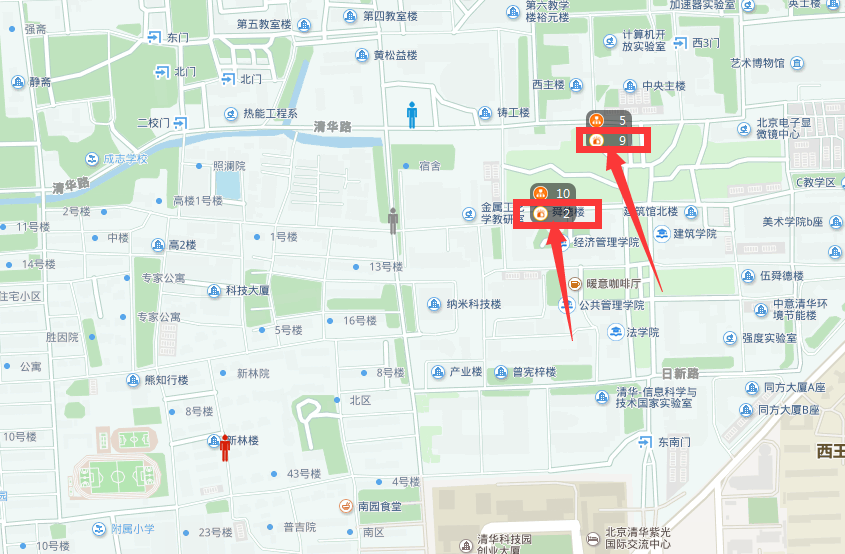 强斋
东门
第五教室楼
第四教室楼
第六教学
楼裕元楼
加速器实验室
英士楼
黄松益楼
计算机开
放实验室
西3门
艺术博物馆
静斋
北门
北门
西主楼
中央主楼
二校门
热能工程系
清华路
铸工楼
5
9
北京电子显
微镜中心
成志学校
照澜院
宿舍
清华路
高楼1号楼
10
2
C教学区
2号楼
金属工艺
学教研室
建筑馆北楼
美术学院b座
11号楼
中楼
高2楼
1号楼
经济管理学院
建筑学院
14号楼
专家公寓
13号楼
暖意咖啡厅
伍舜德楼
住宅小区
科技大厦
纳米科技楼
公共管理学院
中意清华环
境节能楼
专家公寓
16号楼
胜因院
5号楼
法学院
强度实验室
公寓
熊知行楼
新林院
8号楼
产业楼
曾宪梓楼
日新路
清华-信息科学与
技术国家实验室
同方大厦A座
同方大厦B座
8号楼
北区
10号楼
新林楼
东南门
西王
43号楼
4号楼
园
南园食堂
附属小学
23号楼
普吉院
南区
清华科技园
创业大厦
北京清华紫光
国际交流中心
10号楼